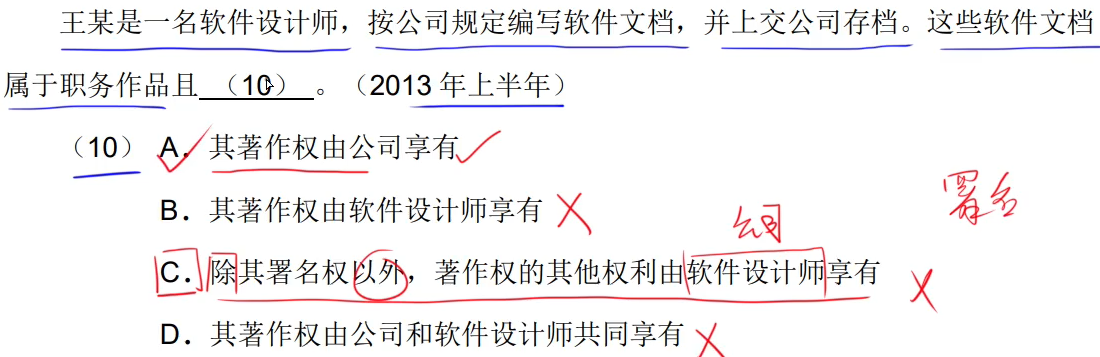 王某是一名软件设计师，按公司规定编写软件文档，并上交公司存档。这些软件文档
属于职务作品且 （10） 。（2013 年上半年）
（10） A．其著作权由公司享有
B．其著作权由软件设计师享有
公司
署名
C．除其署名权以外，著作权的其他权利由软件设计师享有
D．其著作权由公司和软件设计师共同享有